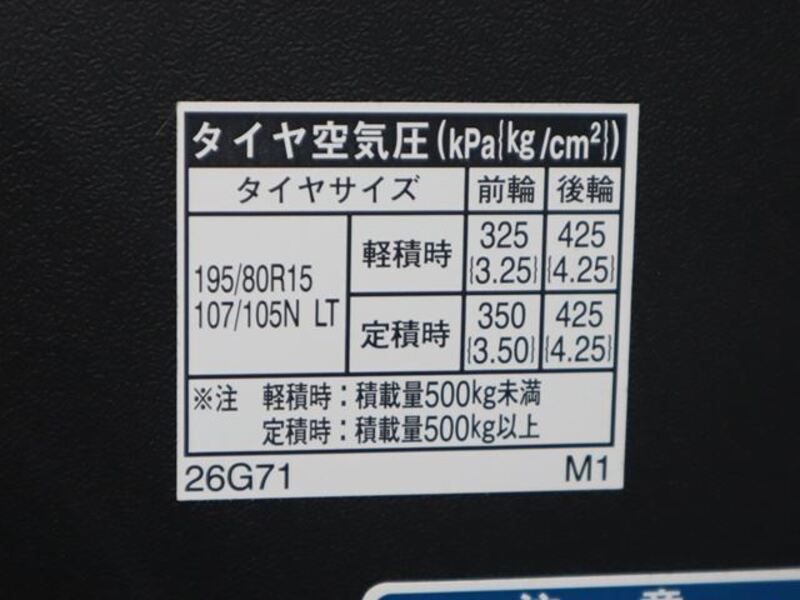 タイヤ空気圧(kPa{kg/cm²})
タイヤサイズ 前輪 後輪
195/80R15
107/105N LT
軽積時 325 425
{3.25} {4.25}
定積時 350 425
{3.50} {4.25}
※注 軽積時：積載量500kg未満
定積時：積載量500kg以上
26G71 M1
注意